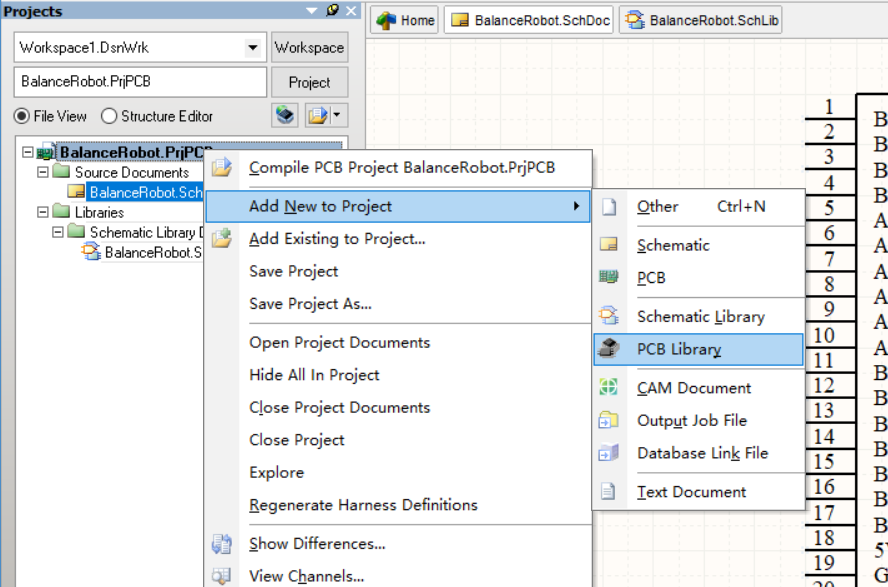 Projects
Workspace1.DsnWrk
Workspace
BalanceRobot.PrjPCB
Project
File View
Structure Editor
BalanceRobot.PrjPCB
Source Documents
BalanceRobot.Sch
Libraries
Schematic Library D
BalanceRobot.S
Compile PCB Project BalanceRobot.PrjPCB
Add New to Project
Add Existing to Project...
Save Project
Save Project As...
Open Project Documents
Hide All In Project
Close Project Documents
Close Project
Explore
Regenerate Harness Definitions
Show Differences...
View Channels...
Other Ctrl+N
Schematic
PCB
Schematic Library
PCB Library
CAM Document
Output Job File
Database Link File
Text Document
Home
BalanceRobot.SchDoc
BalanceRobot.SchLib
1 B
2 B
3 B
4 B
5 A
6 A
7 A
8 A
9 A
10 A
11 B
12 B
13 B
14 B
15 B
16 B
17 B
18 5V
19 G
20